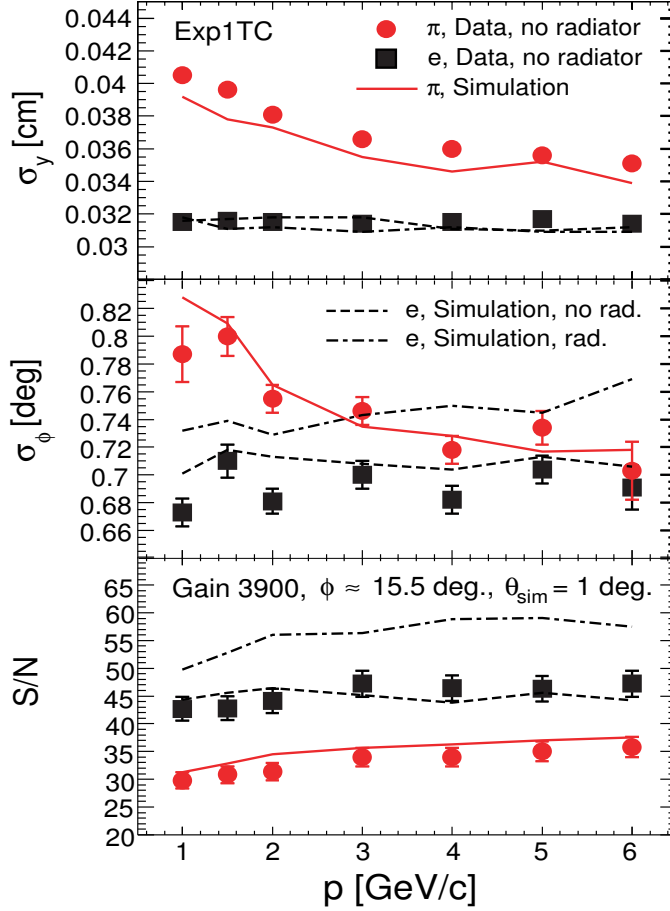 Exp1TC
π, Data, no radiator
e, Data, no radiator
π, Simulation
σy [cm]
0.044
0.042
0.04
0.038
0.036
0.034
0.032
0.03
e, Simulation, no rad.
e, Simulation, rad.
σϕ [deg]
0.82
0.8
0.78
0.76
0.74
0.72
0.7
0.68
0.66
Gain 3900, ϕ ≈ 15.5 deg., θsim = 1 deg.
S/N
65
60
55
50
45
40
35
30
25
20
1 2 3 4 5 6
p [GeV/c]